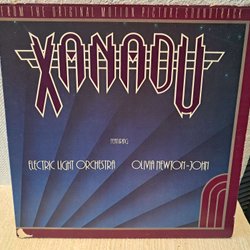 FROM THE ORIGINAL MOTION PICTURE SOUNDTRACK
XANADU
FEATURING
ELECTRIC LIGHT ORCHESTRA OLIVIA NEWTON-JOHN